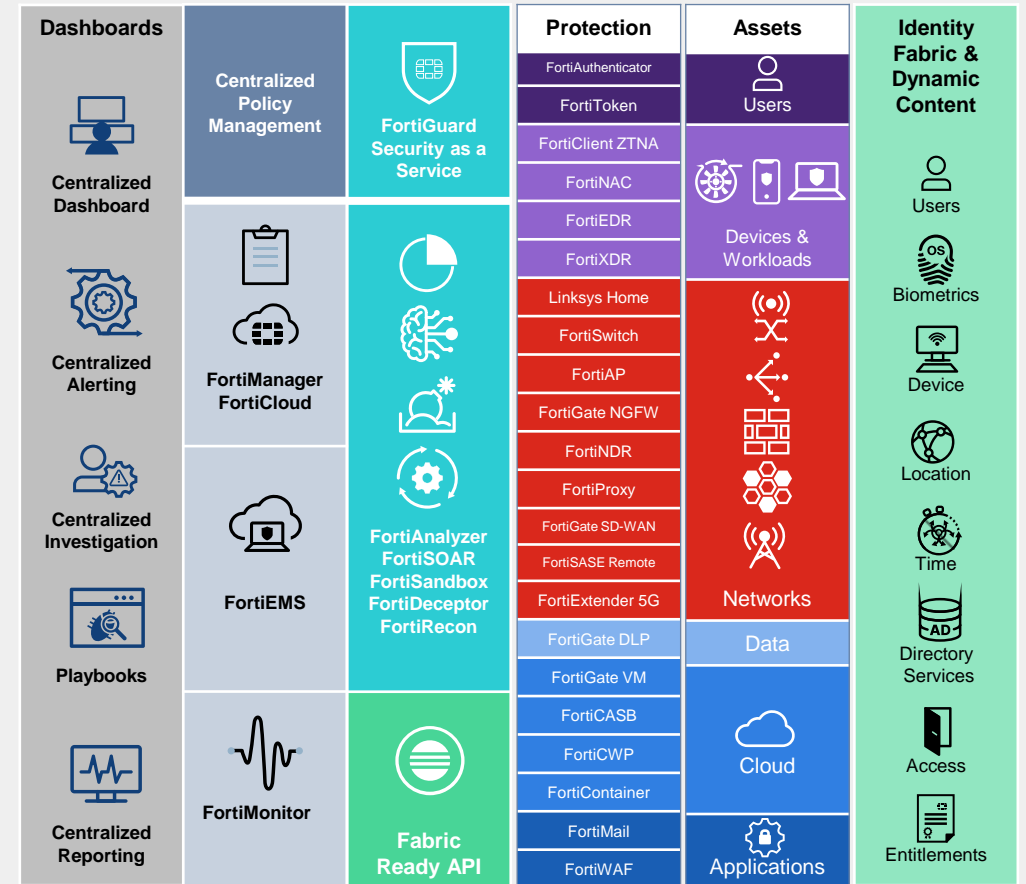 Dashboards
Centralized
Dashboard
Centralized
Alerting
Centralized
Investigation
Playbooks
Centralized
Reporting
Centralized
Policy
Management
FortiManager
FortiCloud
FortiEMS
FortiMonitor
FortiGuard
Security as a
Service
FortiAnalyzer
FortiSOAR
FortiSandbox
FortiDeceptor
FortiRecon
Fabric
Ready API
Protection
FortiAuthenticator
FortiToken
FortiClient ZTNA
FortiNAC
FortiEDR
FortiXDR
Linksys Home
FortiSwitch
FortiAP
FortiGate NGFW
FortiNDR
FortiProxy
FortiGate SD-WAN
FortiSASE Remote
FortiExtender 5G
FortiGate DLP
FortiGate VM
FortiCASB
FortiCWP
FortiContainer
FortiMail
FortiWAF
Assets
Users
Devices &
Workloads
Networks
Data
Cloud
Applications
Identity
Fabric &
Dynamic
Content
Users
OS
Biometrics
Device
Location
Time
AD
Directory
Services
Access
Entitlements